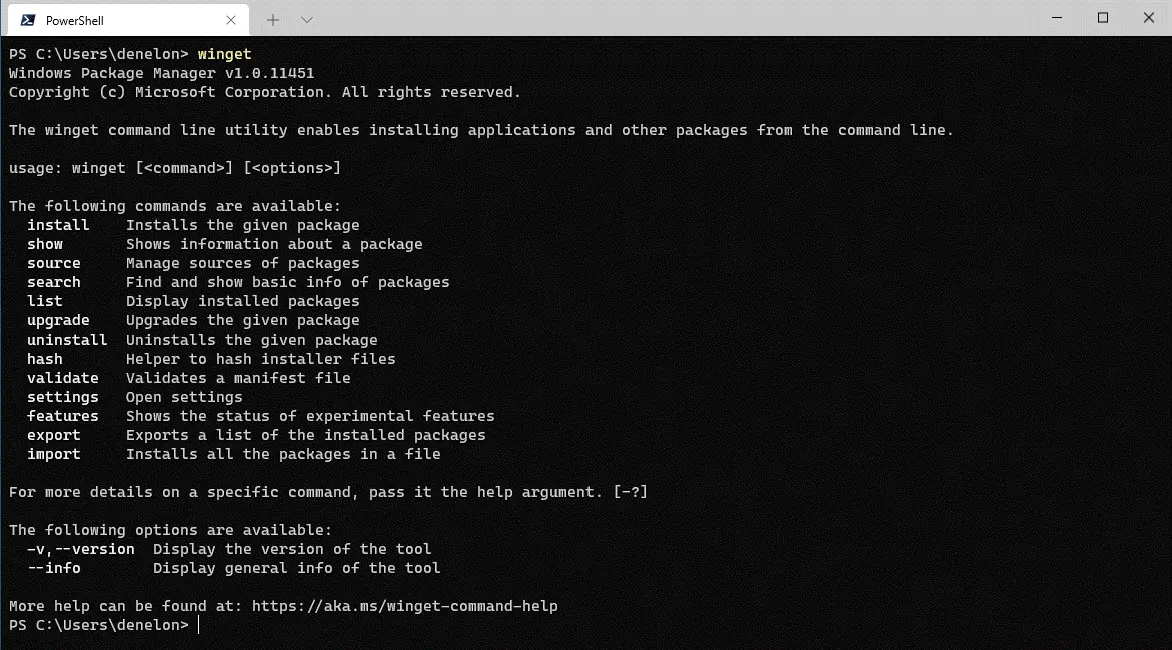 PowerShell
PS C:\Users\denelon> winget
Windows Package Manager v1.0.11451
Copyright (c) Microsoft Corporation. All rights reserved.
The winget command line utility enables installing applications and other packages from the command line.
usage: winget [<command>] [<options>]
The following commands are available:
install    Installs the given package
show       Shows information about a package
source     Manage sources of packages
search     Find and show basic info of packages
list       Display installed packages
upgrade    Upgrades the given package
uninstall  Uninstalls the given package
hash       Helper to hash installer files
validate   Validates a manifest file
settings   Open settings
features   Shows the status of experimental features
export     Exports a list of the installed packages
import     Installs all the packages in a file
For more details on a specific command, pass it the help argument. [-?]
The following options are available:
-v,--version  Display the version of the tool
--info        Display general info of the tool
More help can be found at: https://aka.ms/winget-command-help
PS C:\Users\denelon>